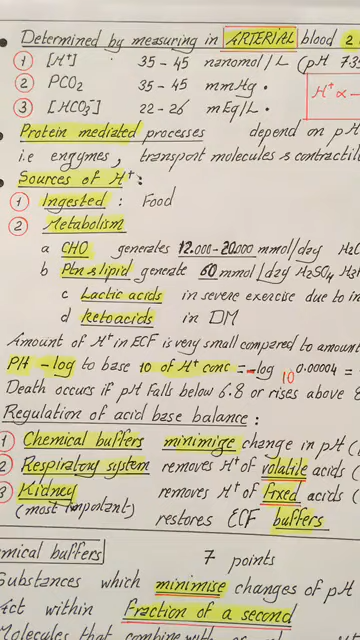 • Determined by measuring in ARTERIAL blood 2
① [H⁺] 35-45 nanomol/L (pH 7.35
② PCO2 35-45 mmHg •
③ [HCO3⁻] 22-26 mEq/L •
H⁺ ∝
• Protein mediated processes depend on pH
i.e enzymes, transport molecules & contractil
• Sources of H⁺:
① Ingested : Food
② Metabolism
a CHO generates 12.000-20.000 mmol/day H2C
b Ptn & lipid generate 60 mmol/day H2SO4 H3
c Lactic acids in severe exercise due to in
d ketoacids in DM
Amount of H⁺ in ECF is very small compared to amount
PH -log to base 10 of H⁺ conc = -log 10 0.00004 =
Death occurs if pH falls below 6.8 or rises above 8
Regulation of acid base balance :
1 Chemical buffers minimize change in pH (
2 Respiratory system removes H⁺ of volatile acids (
3 Kidney removes H⁺ of fixed acids (
(most important) restores ECF buffers
emical buffers 7 points
Substances which minimise changes of pH
Act within fraction of a second
Molecules that combine with